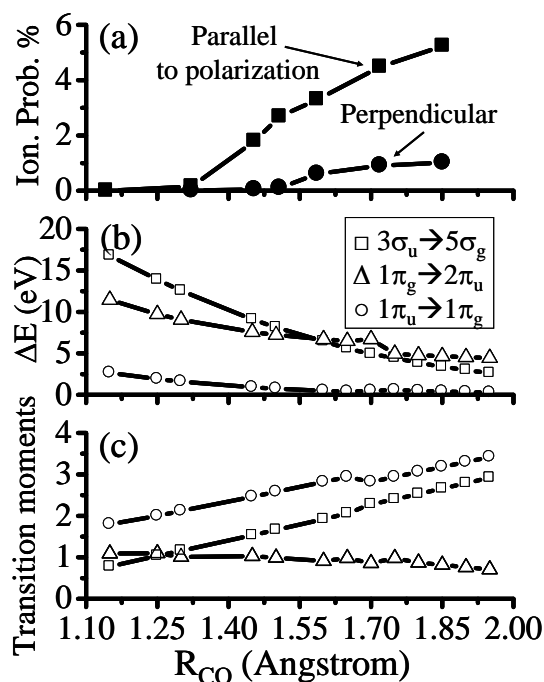 (a)
Parallel
to polarization
Perpendicular
Ion. Prob. %
6
4
2
0
(b)
3σu→5σg
1πg→2πu
1πu→1πg
ΔE (eV)
20
15
10
5
0
(c)
Transition moments
4
3
2
1
0
1.10 1.25 1.40 1.55 1.70 1.85 2.00
RCO (Angstrom)